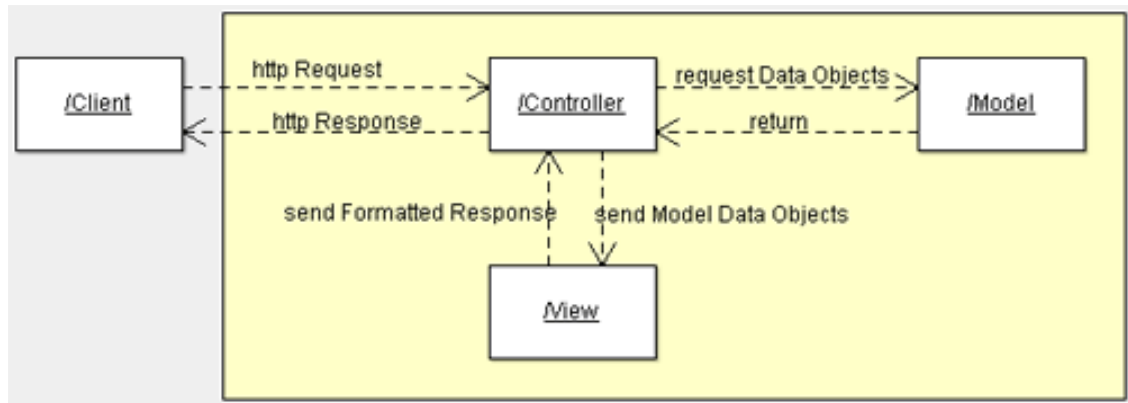 http Request
request Data Objects
/Client
/Controller
/Model
http Response
return
send Formatted Response
send Model Data Objects
/View